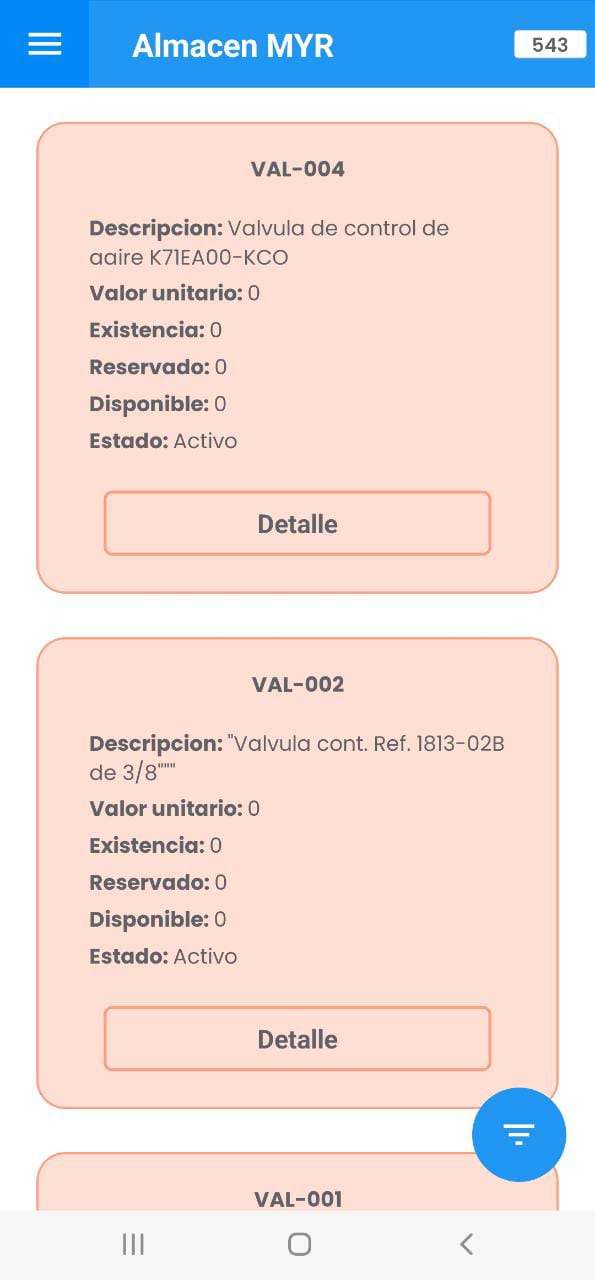 Almacen MYR
543
VAL-004
Descripcion: Valvula de control de
aaire K71EA00-KCO
Valor unitario: 0
Existencia: 0
Reservado: 0
Disponible: 0
Estado: Activo
Detalle
VAL-002
Descripcion: "Valvula cont. Ref. 1813-02B
de 3/8"""
Valor unitario: 0
Existencia: 0
Reservado: 0
Disponible: 0
Estado: Activo
Detalle
VAL-001